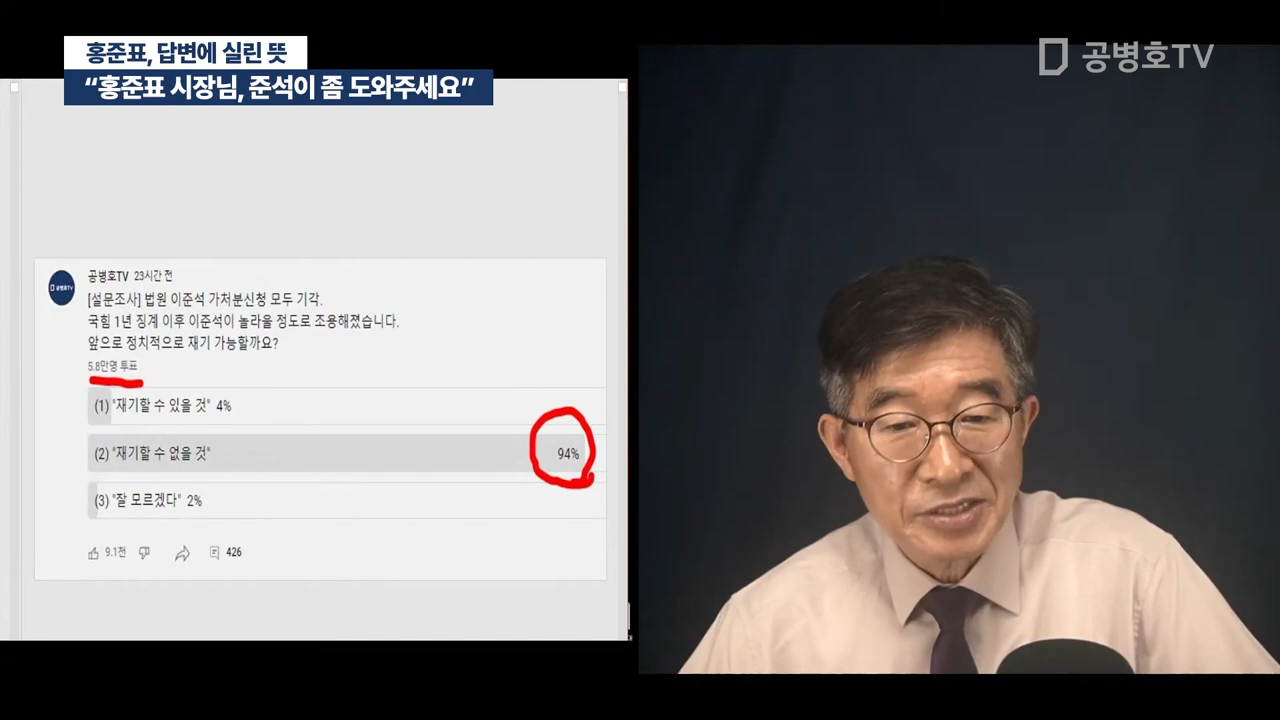 홍준표, 답변에 실린 뜻
“홍준표 시장님, 준석이 좀 도와주세요”
공병호TV
공병호TV
공병호TV 23시간 전
[설문조사] 법원 이준석 가처분신청 모두 기각.
국힘 1년 징계 이후 이준석이 놀라울 정도로 조용해졌습니다.
앞으로 정치적으로 재기 가능할까요?
5.8만명 투표
(1) "재기할 수 있을 것" 4%
(2) "재기할 수 없을 것" 94%
(3) "잘 모르겠다" 2%
9.1천 426